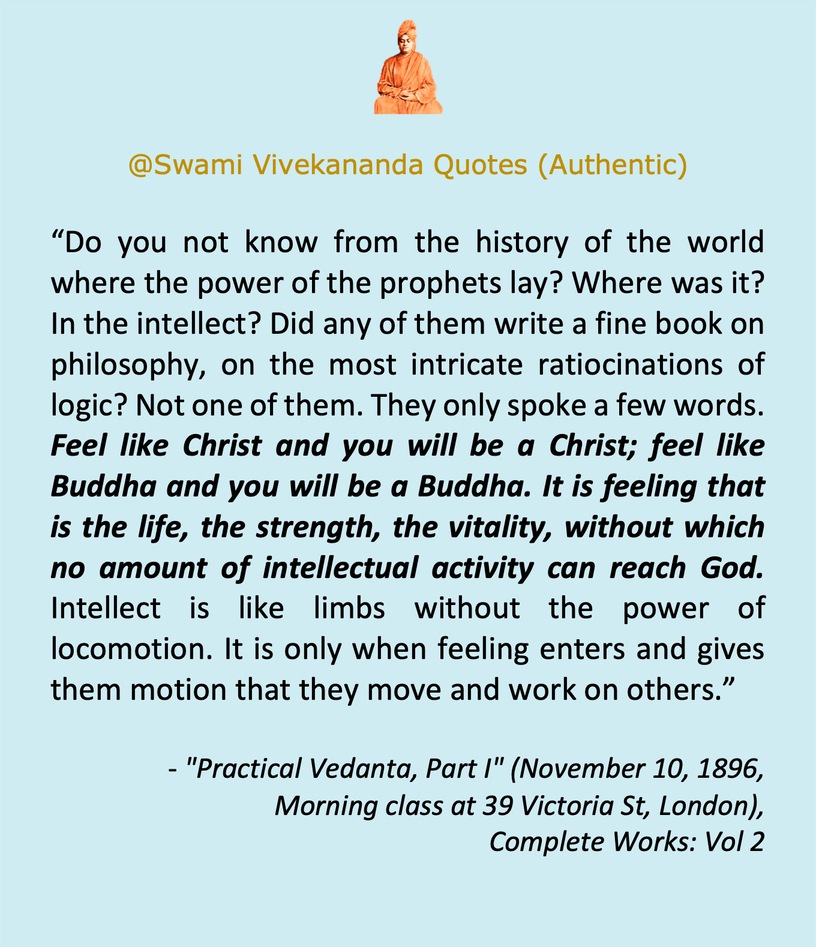 @Swami Vivekananda Quotes (Authentic)
“Do you not know from the history of the world
where the power of the prophets lay? Where was it?
In the intellect? Did any of them write a fine book on
philosophy, on the most intricate ratiocinations of
logic? Not one of them. They only spoke a few words.
Feel like Christ and you will be a Christ; feel like
Buddha and you will be a Buddha. It is feeling that
is the life, the strength, the vitality, without which
no amount of intellectual activity can reach God.
Intellect is like limbs without the power of
locomotion. It is only when feeling enters and gives
them motion that they move and work on others.”
- "Practical Vedanta, Part I" (November 10, 1896,
Morning class at 39 Victoria St, London),
Complete Works: Vol 2